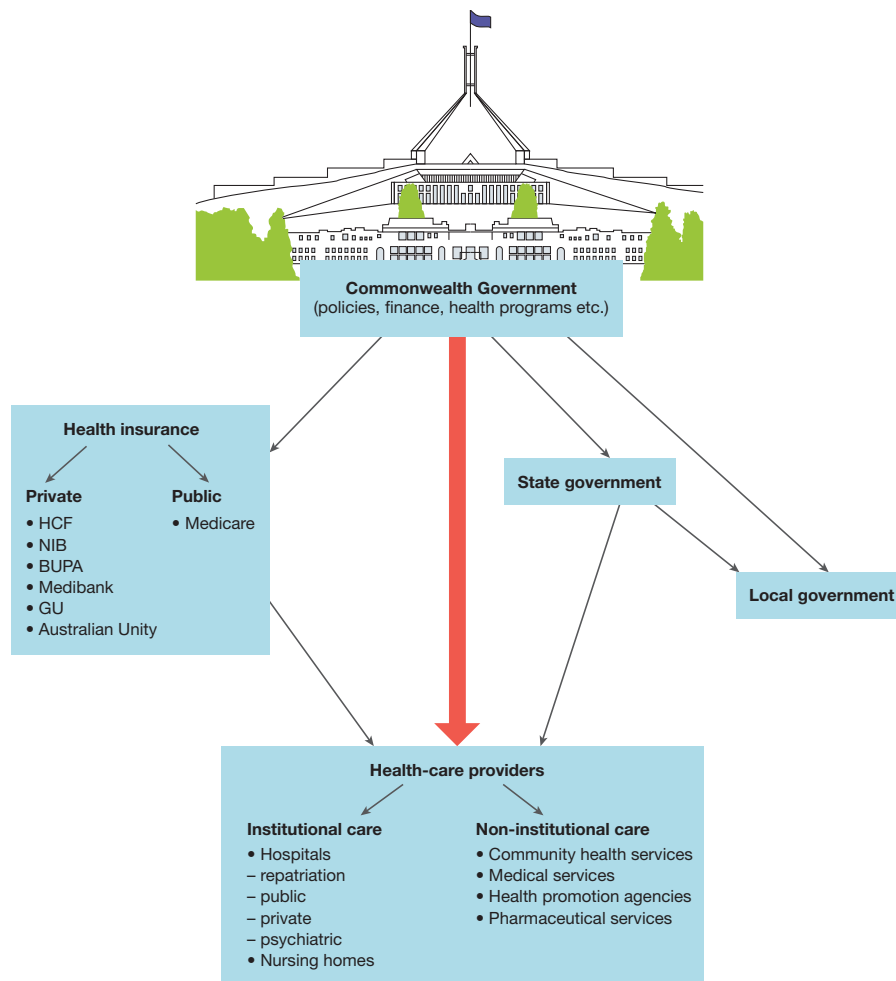 Commonwealth Government
(policies, finance, health programs etc.)
Health insurance
Private
• HCF
• NIB
• BUPA
• Medibank
• GU
• Australian Unity
Public
• Medicare
State government
Local government
Health-care providers
Institutional care
• Hospitals
– repatriation
– public
– private
– psychiatric
• Nursing homes
Non-institutional care
• Community health services
• Medical services
• Health promotion agencies
• Pharmaceutical services